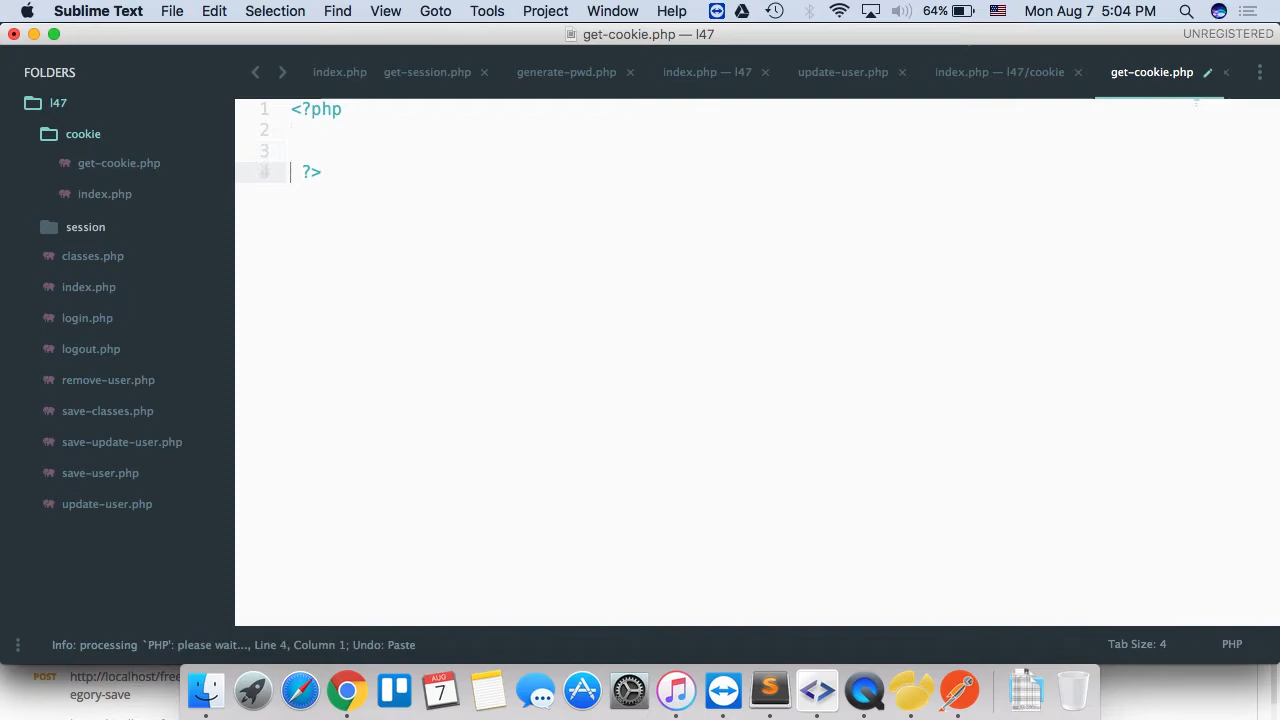 Sublime Text File Edit Selection Find View Goto Tools Project Window Help 64% Mon Aug 7 5:04 PM
get-cookie.php — l47 UNREGISTERED
FOLDERS index.php get-session.php generate-pwd.php index.php — l47 update-user.php index.php — l47/cookie get-cookie.php
l47
cookie
get-cookie.php
index.php
session
classes.php
index.php
login.php
logout.php
remove-user.php
save-classes.php
save-update-user.php
save-user.php
update-user.php
1 <?php
2
3
4 ?>
Info: processing `PHP': please wait..., Line 4, Column 1; Undo: Paste Tab Size: 4 PHP
POST http://localhost/free
egory-save
AUG
7